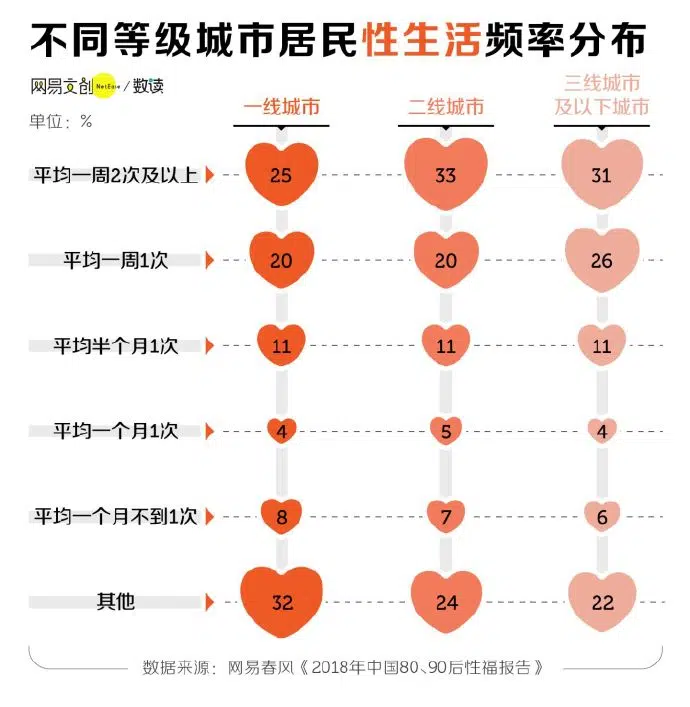 不同等级城市居民性生活频率分布
网易文创 NetEase / 数读
单位：%
一线城市 二线城市 三线城市及以下城市
平均一周2次及以上 25 33 31
平均一周1次 20 20 26
平均半个月1次 11 11 11
平均一个月1次 4 5 4
平均一个月不到1次 8 7 6
其他 32 24 22
数据来源：网易春风《2018年中国80、90后性福报告》